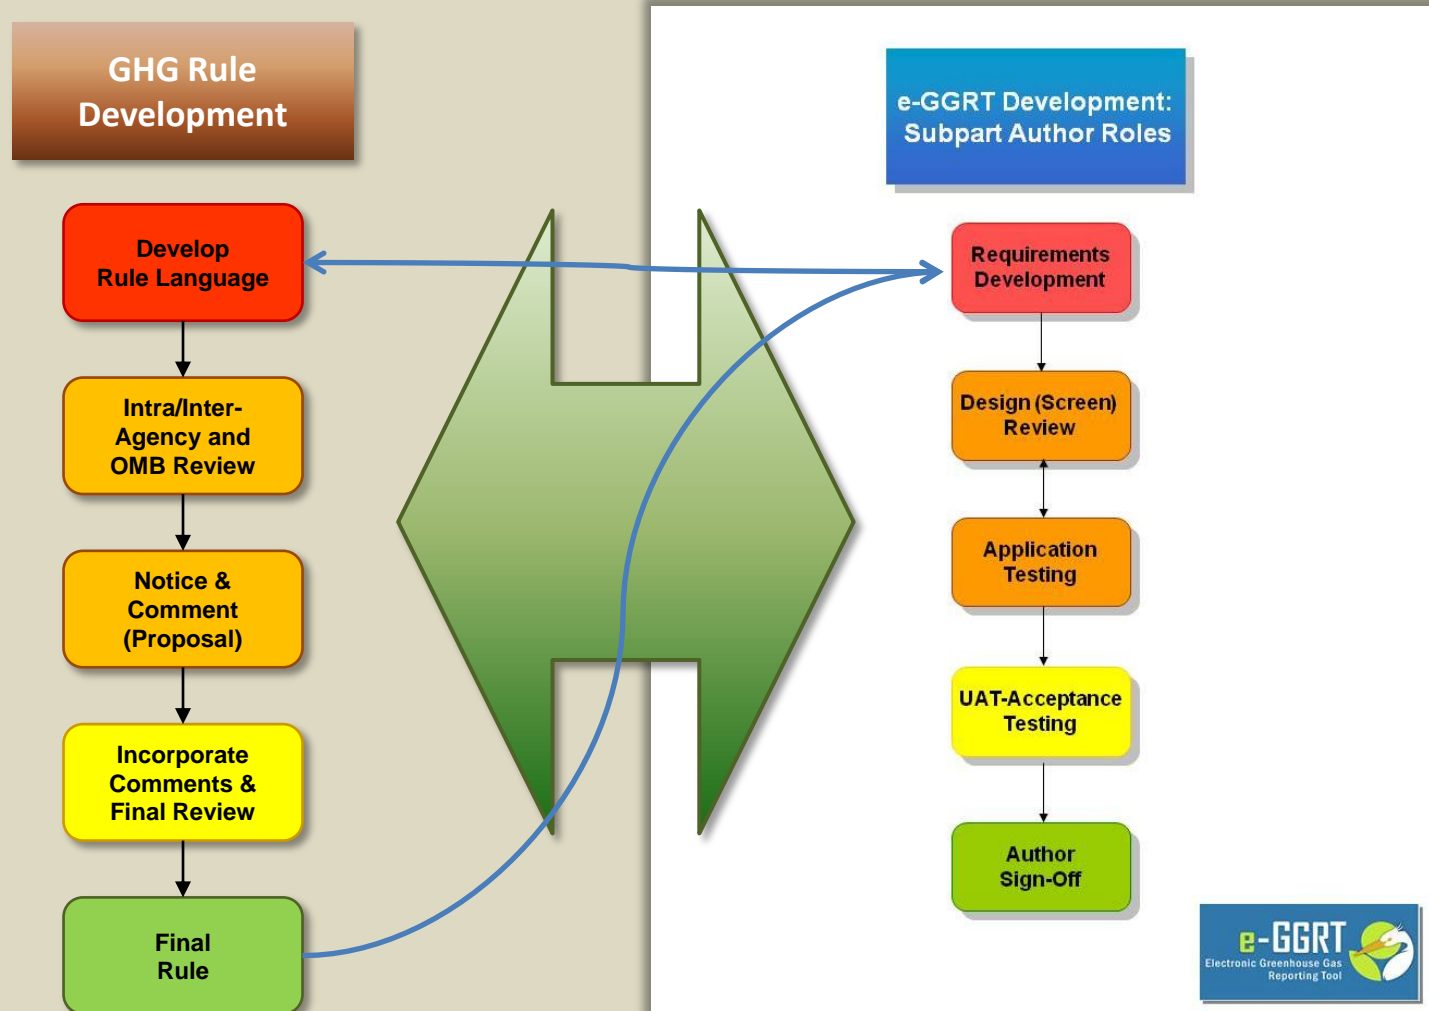 GHG Rule
Development
Develop
Rule Language
Intra/Inter-
Agency and
OMB Review
Notice &
Comment
(Proposal)
Incorporate
Comments &
Final Review
Final
Rule
e-GGRT Development:
Subpart Author Roles
Requirements
Development
Design (Screen)
Review
Application
Testing
UAT-Acceptance
Testing
Author
Sign-Off
e-GGRT
Electronic Greenhouse Gas
Reporting Tool